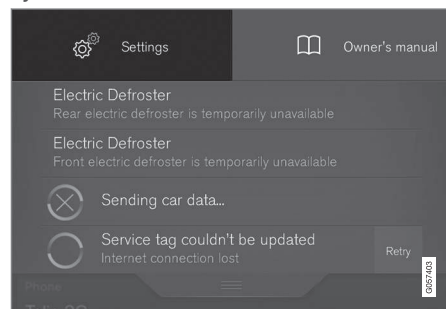 Settings
Owner's manual
Electric Defroster
Rear electric defroster is temporarily unavailable
Electric Defroster
Front electric defroster is temporarily unavailable
Sending car data...
Service tag couldn't be updated
Internet connection lost
Retry
Phone
G057403